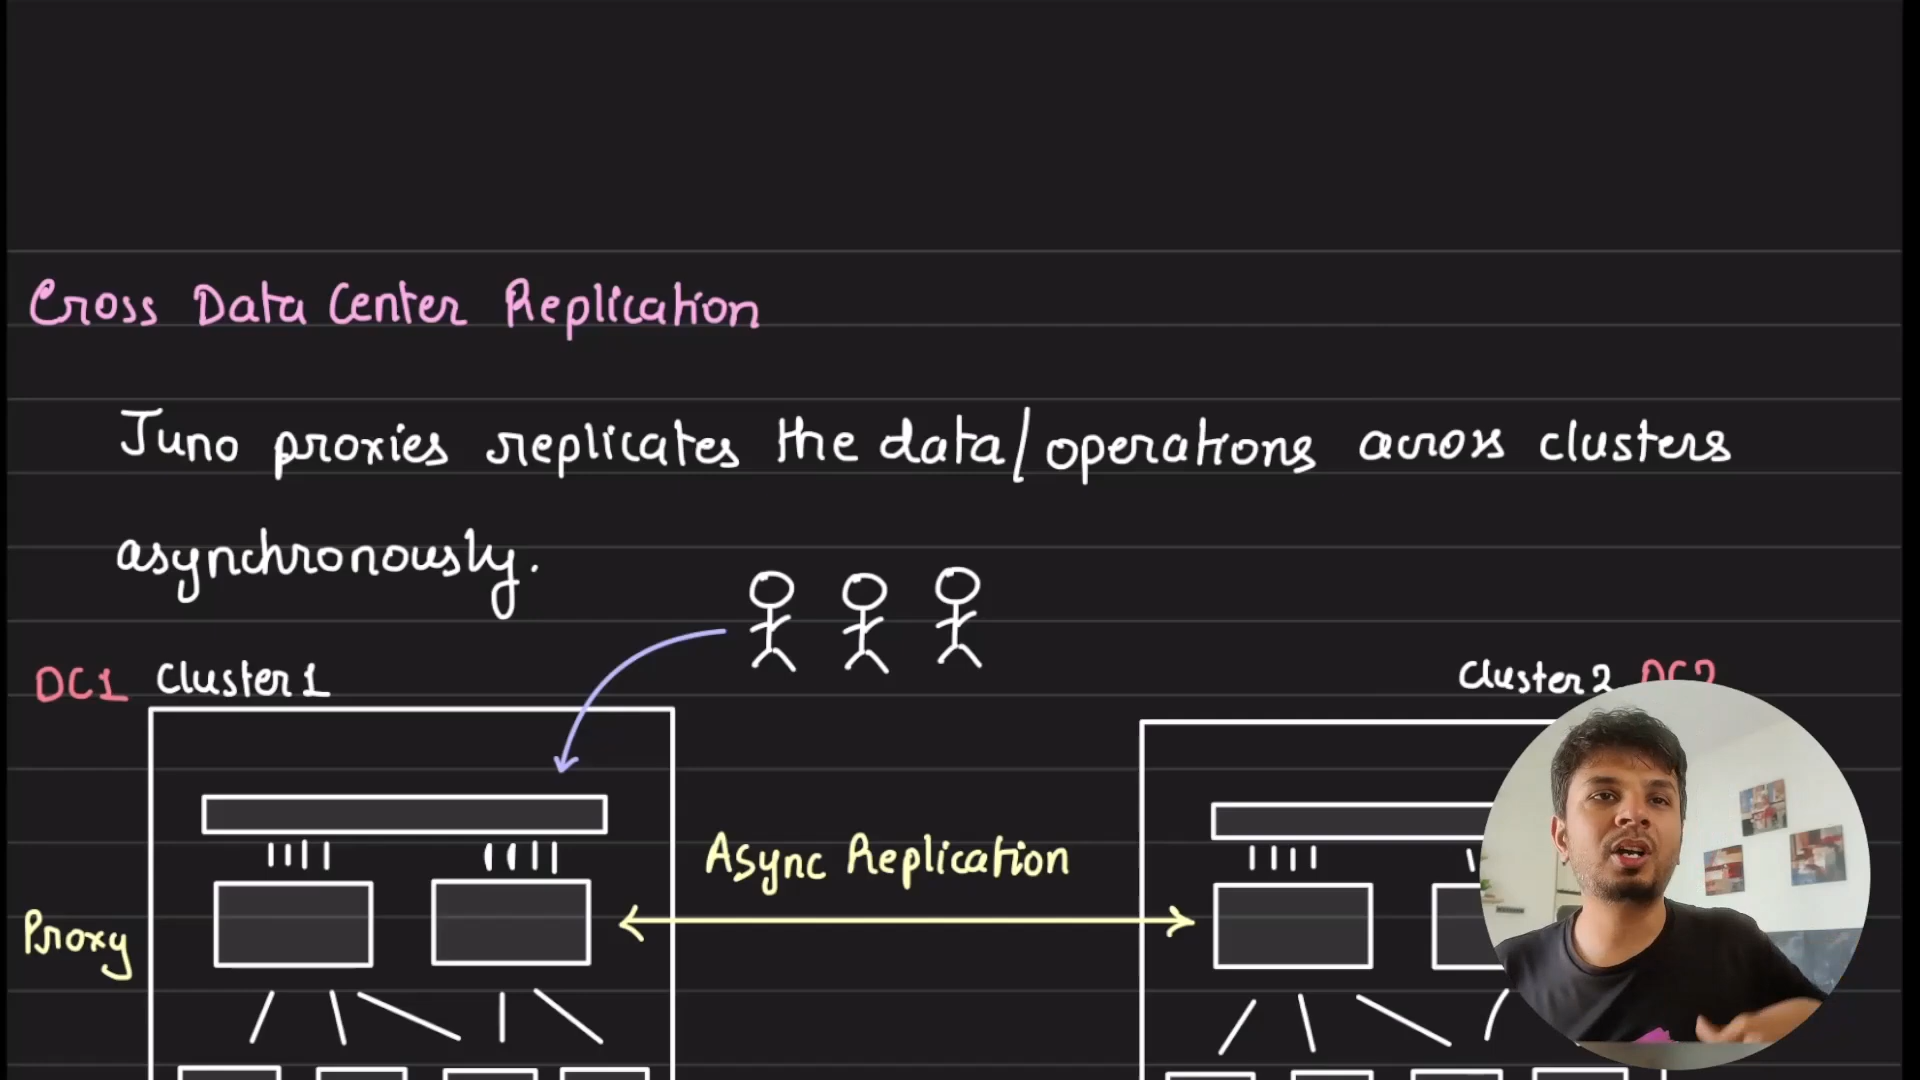 Cross Data Center Replication
Juno proxies replicates the data/operations across clusters
asynchronously.
DC1 Cluster 1
Cluster 2 DC2
Async Replication
Proxy